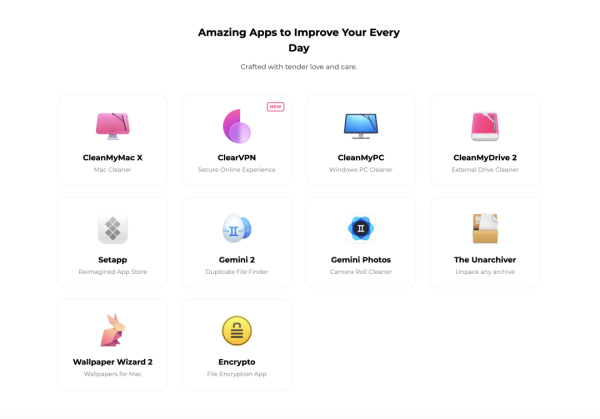 Amazing Apps to Improve Your Every
Day
Crafted with tender love and care.
NEW
CleanMyMac X
Mac Cleaner
ClearVPN
Secure Online Experience
CleanMyPC
Windows PC Cleaner
CleanMyDrive 2
External Drive Cleaner
Setapp
Reimagined App Store
Gemini 2
Duplicate File Finder
Gemini Photos
Camera Roll Cleaner
The Unarchiver
Unpack any archive
Wallpaper Wizard 2
Wallpapers for Mac
Encrypto
File Encryption App